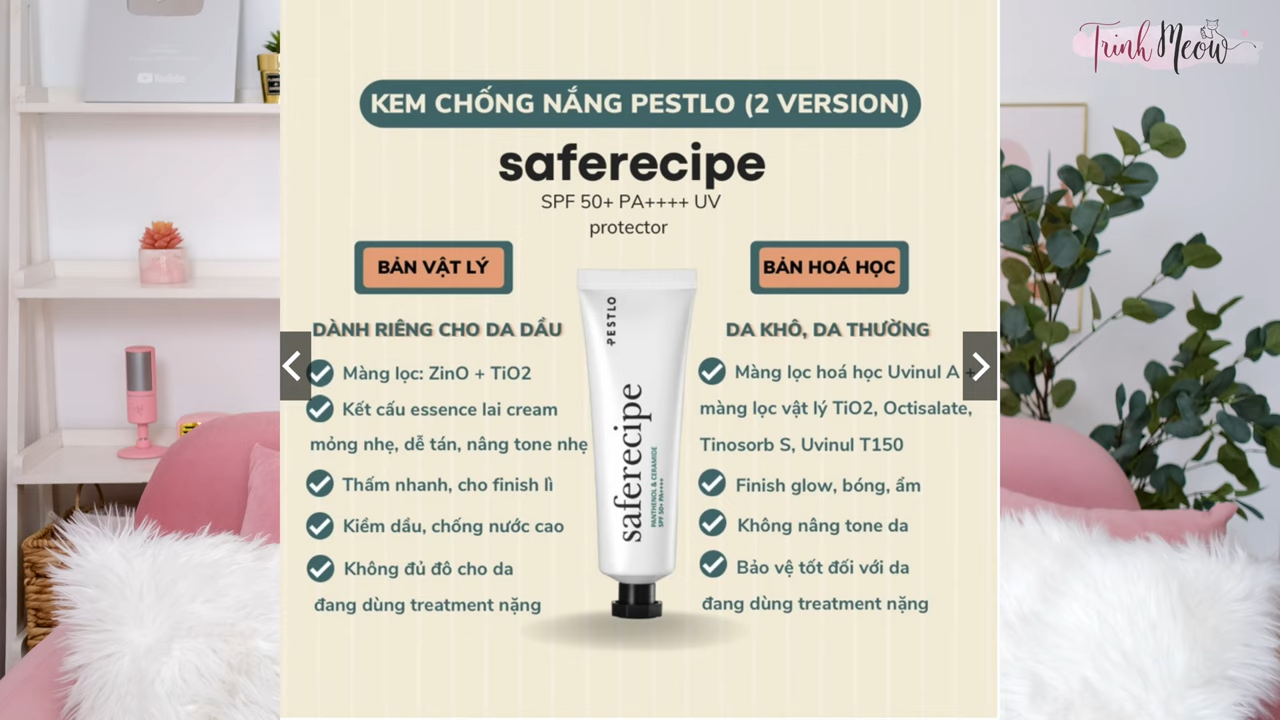 YouTube
Trinh Meow
KEM CHỐNG NẮNG PESTLO (2 VERSION)
saferecipe
SPF 50+ PA++++ UV
protector
BẢN VẬT LÝ
DÀNH RIÊNG CHO DA DẦU
Màng lọc: ZinO + TiO2
Kết cấu essence lai cream
mỏng nhẹ, dễ tán, nâng tone nhẹ
Thấm nhanh, cho finish lì
Kiềm dầu, chống nước cao
Không đủ đô cho da
đang dùng treatment nặng
PESTLO
saferecipe
PANTHENOL & CERAMIDE
SPF 50+ PA++++
BẢN HOÁ HỌC
DA KHÔ, DA THƯỜNG
Màng lọc hoá học Uvinul A +
màng lọc vật lý TiO2, Octisalate,
Tinosorb S, Uvinul T150
Finish glow, bóng, ẩm
Không nâng tone da
Bảo vệ tốt đối với da
đang dùng treatment nặng